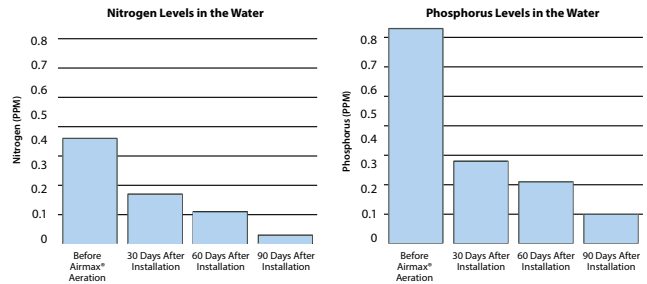 Nitrogen Levels in the Water
0.8
0.7
0.6
0.5
0.4
0.3
0.2
0.1
0
Nitrogen (PPM)
Before
Airmax®
Aeration
30 Days After
Installation
60 Days After
Installation
90 Days After
Installation
Phosphorus Levels in the Water
0.8
0.7
0.6
0.5
0.4
0.3
0.2
0.1
0
Phosphorus (PPM)
Before
Airmax®
Aeration
30 Days After
Installation
60 Days After
Installation
90 Days After
Installation